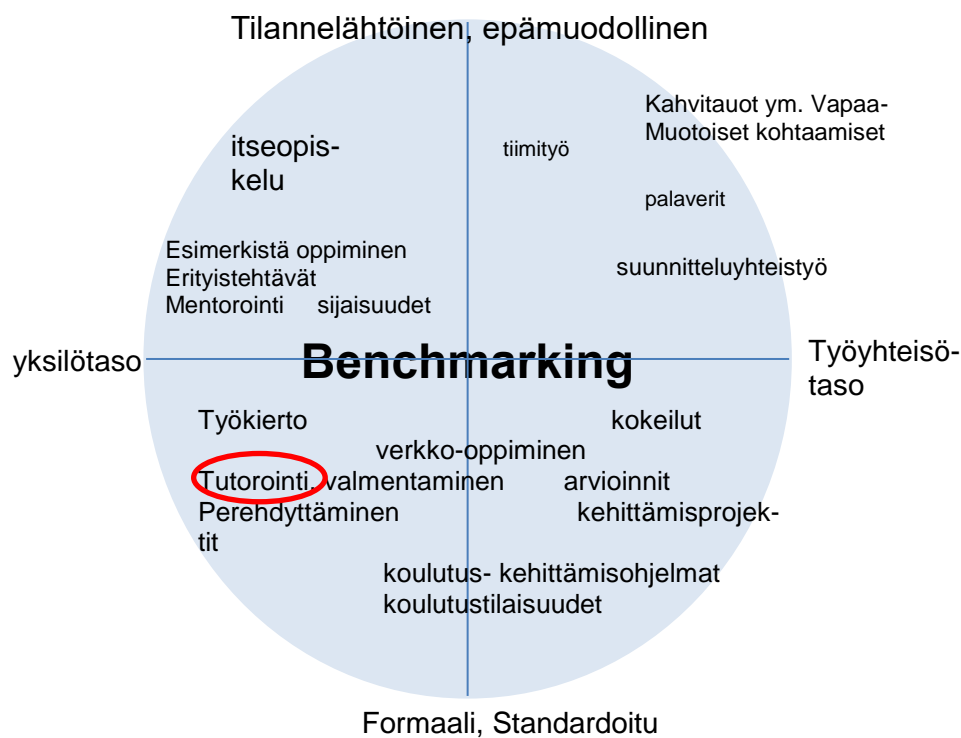 Tilannelähtöinen, epämuodollinen
Kahvitauot ym. Vapaa-
Muotoiset kohtaamiset
itseopis-
kelu
tiimityö
palaverit
Esimerkistä oppiminen
Erityistehtävät
Mentorointi sijaisuudet
suunnitteluyhteistyö
yksilötaso
Benchmarking
Työyhteisö-
taso
Työkierto
kokeilut
verkko-oppiminen
Tutorointi, valmentaminen arvioinnit
Perehdyttäminen kehittämisprojek-
tit
koulutus- kehittämisohjelmat
koulutustilaisuudet
Formaali, Standardoitu